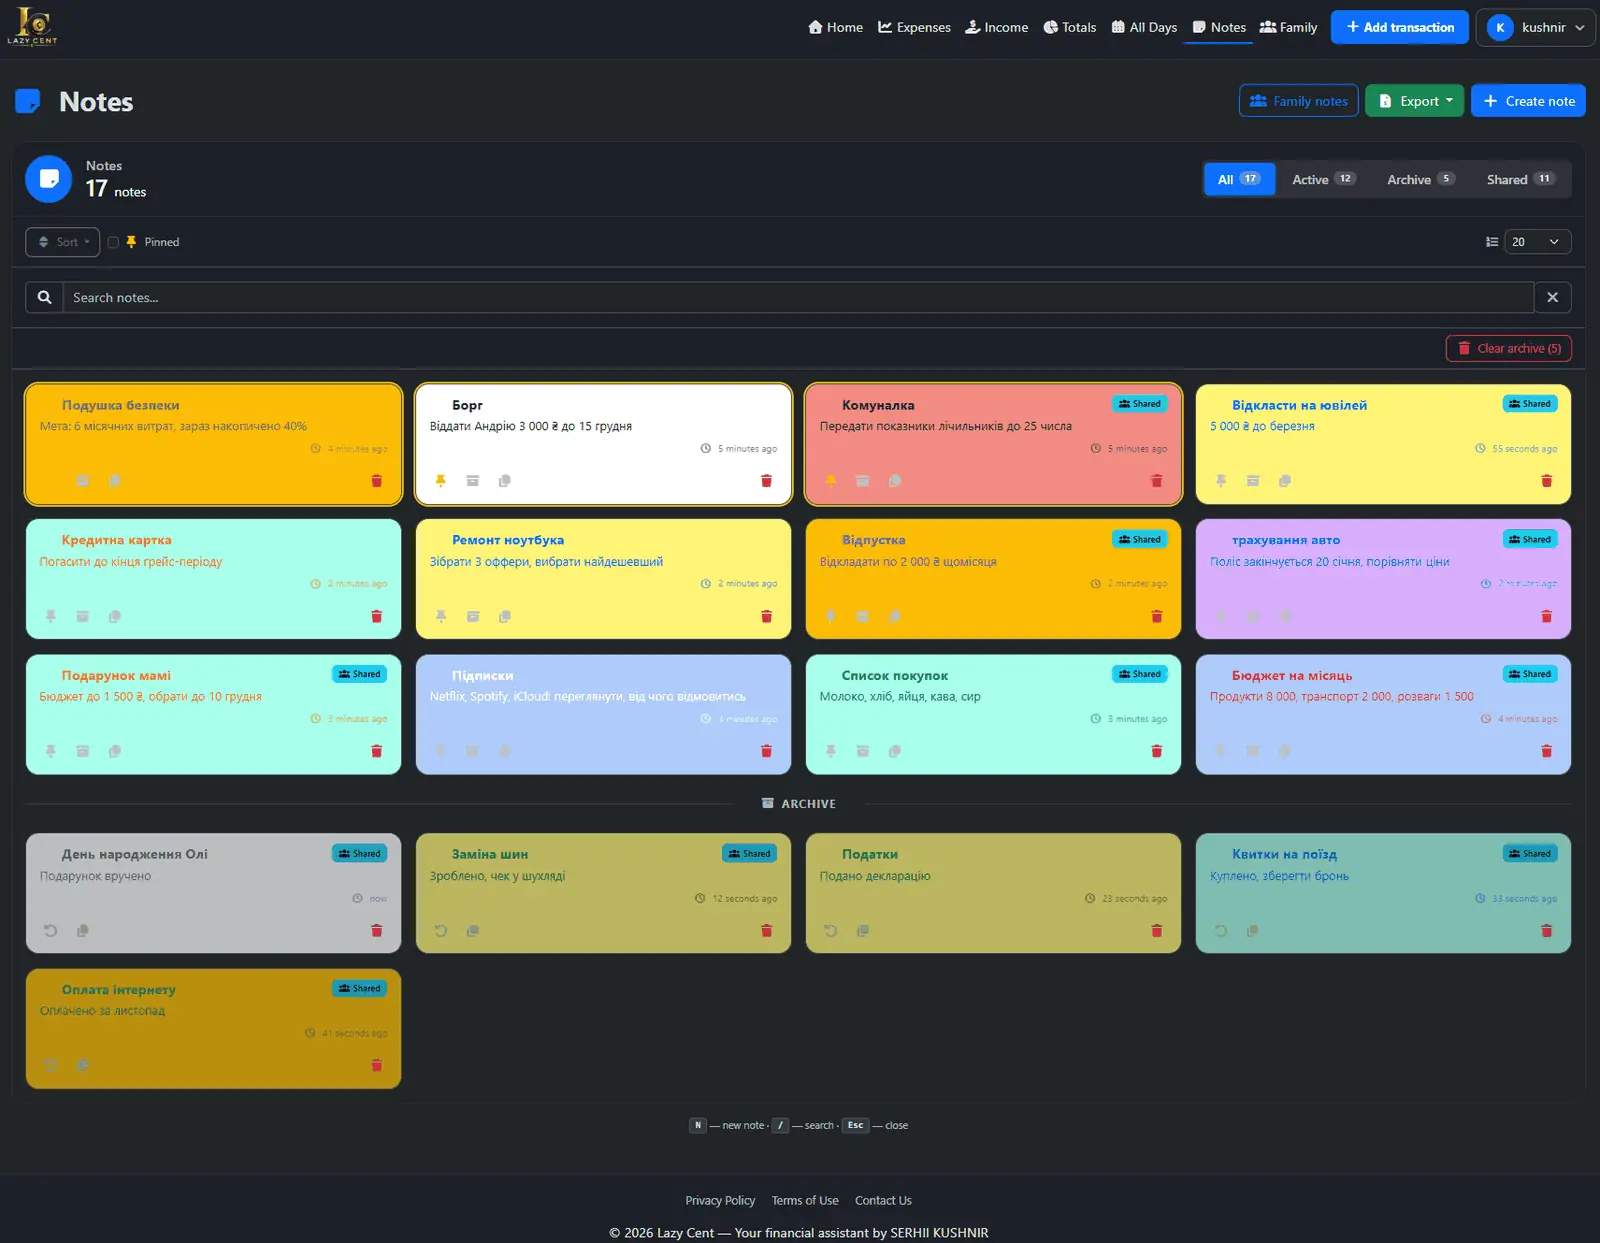 LAZY CENT
Home Expenses Income Totals All Days Notes Family + Add transaction K kushnir
Notes
Family notes Export + Create note
Notes
17 notes
All 17 Active 12 Archive 5 Shared 11
Sort Pinned 20
Search notes...
Clear archive (5)
Подушка безпеки
Мета: 6 місячних витрат, зараз накопичено 40%
4 minutes ago
Борг
Віддати Андрію 3 000 ₴ до 15 грудня
5 minutes ago
Комуналка Shared
Передати показники лічильників до 25 числа
5 minutes ago
Відкласти на ювілей Shared
5 000 ₴ до березня
55 seconds ago
Кредитна картка
Погасити до кінця грейс-періоду
2 minutes ago
Ремонт ноутбука
Зібрати 3 оффери, вибрати найдешевший
2 minutes ago
Відпустка Shared
Відкладати по 2 000 ₴ щомісяця
2 minutes ago
трахування авто Shared
Поліс закінчується 20 січня, порівняти ціни
2 minutes ago
Подарунок мамі Shared
Бюджет до 1 500 ₴, обрати до 10 грудня
3 minutes ago
Підписки
Netflix, Spotify, iCloud: переглянути, від чого відмовитись
minutes ago
Список покупок Shared
Молоко, хліб, яйця, кава, сир
3 minutes ago
Бюджет на місяць Shared
Продукти 8 000, транспорт 2 000, розваги 1 500
4 minutes ago
ARCHIVE
День народження Олі Shared
Подарунок вручено
now
Заміна шин Shared
Зроблено, чек у шухляді
12 seconds ago
Податки
Подано декларацію
23 seconds ago
Квитки на поїзд Shared
Куплено, зберегти бронь
33 seconds ago
Оплата інтернету Shared
Оплачено за листопад
41 seconds ago
N — new note · / — search · Esc — close
Privacy Policy Terms of Use Contact Us
© 2026 Lazy Cent — Your financial assistant by SERHII KUSHNIR